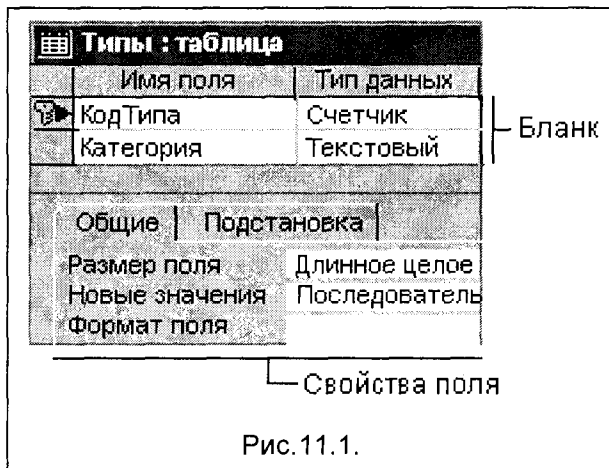 Типы : таблица
Имя поля Тип данных
КодТипа Счетчик
Категория Текстовый
Бланк
Общие Подстановка
Размер поля Длинное целое
Новые значения Последователь
Формат поля
Свойства поля
Рис.11.1.